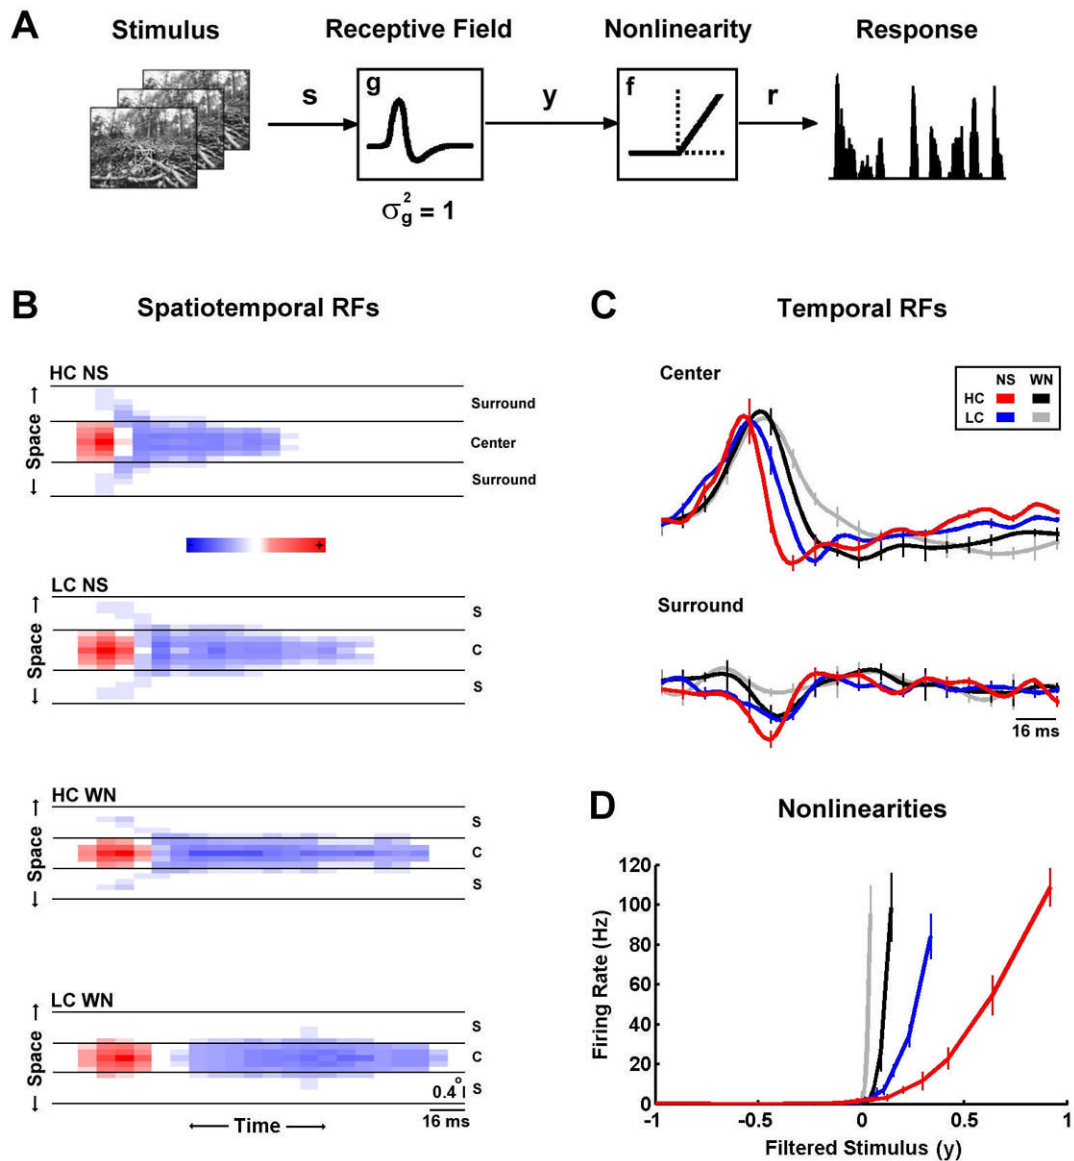 A
Stimulus
Receptive Field
Nonlinearity
Response
s
g
y
f
r
σ²g = 1
B
Spatiotemporal RFs
HC NS
← Space →
Surround
Center
Surround
- +
LC NS
← Space →
S
C
S
HC WN
← Space →
S
C
S
LC WN
← Space →
S
C
S
0.4°
16 ms
Time
C
Temporal RFs
Center
NS WN
HC
LC
Surround
16 ms
D
Nonlinearities
Firing Rate (Hz)
120
100
80
60
40
20
0
-1 -0.5 0 0.5 1
Filtered Stimulus (y)